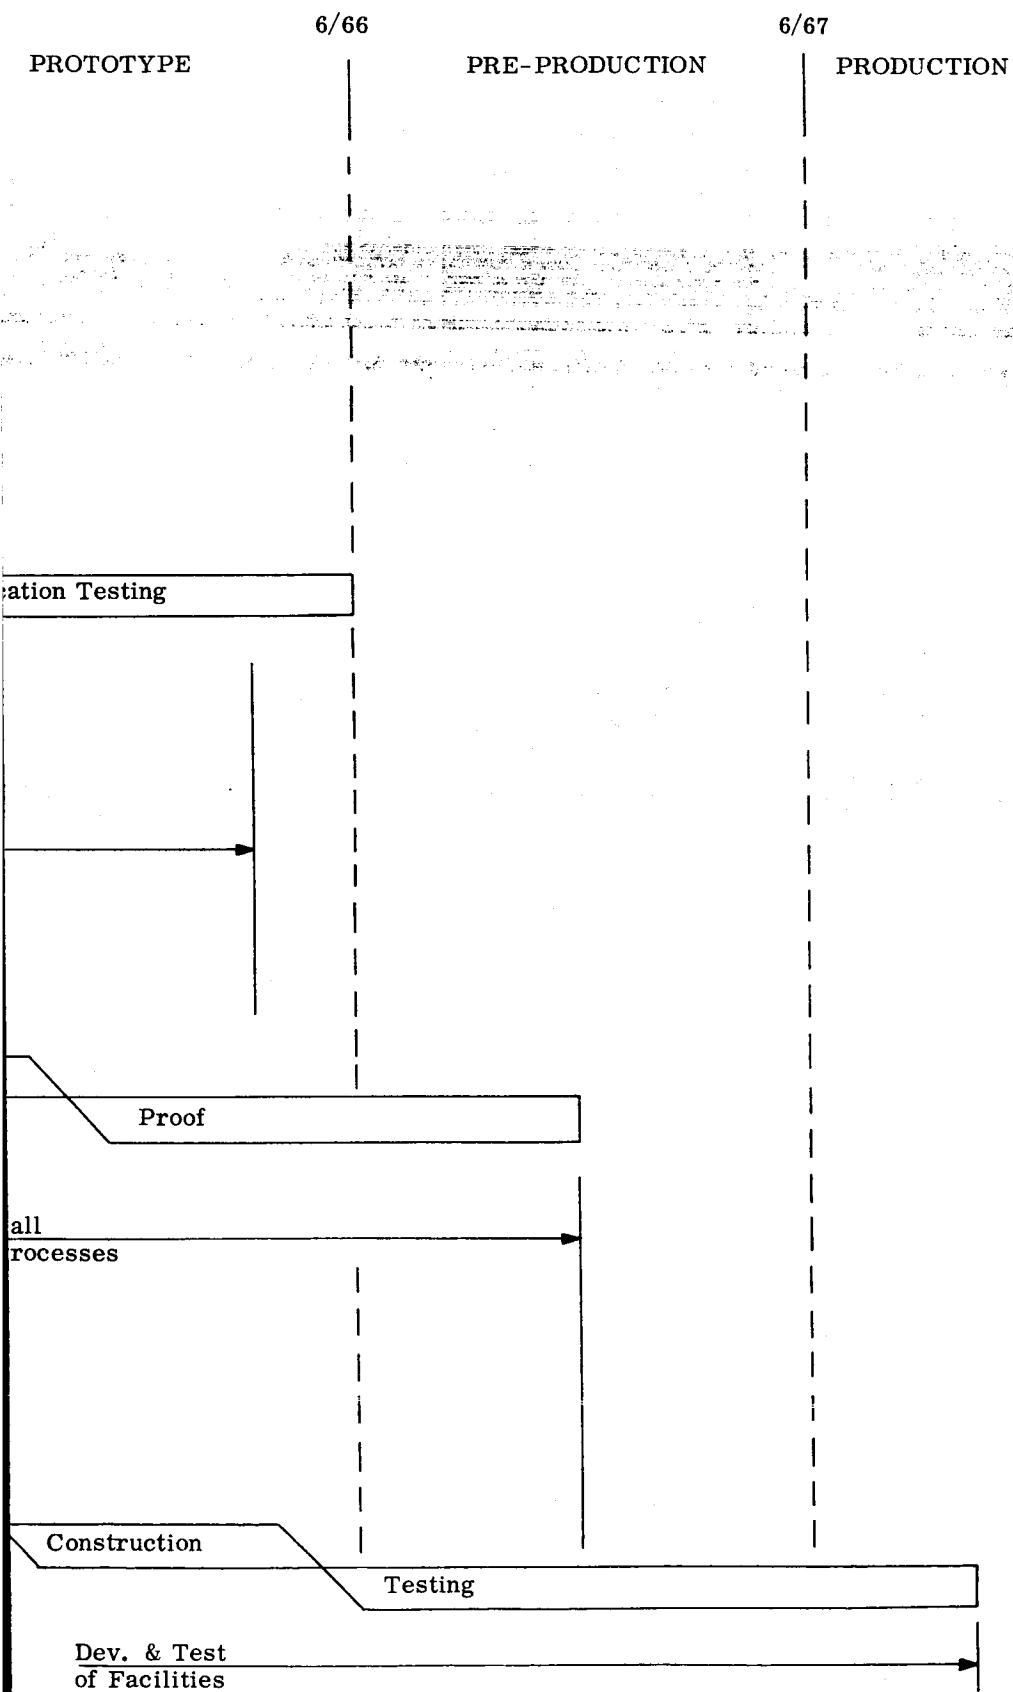 6/66 6/67
PROTOTYPE PRE-PRODUCTION PRODUCTION
ation Testing
Proof
all
rocesses
Construction
Testing
Dev. & Test
of Facilities